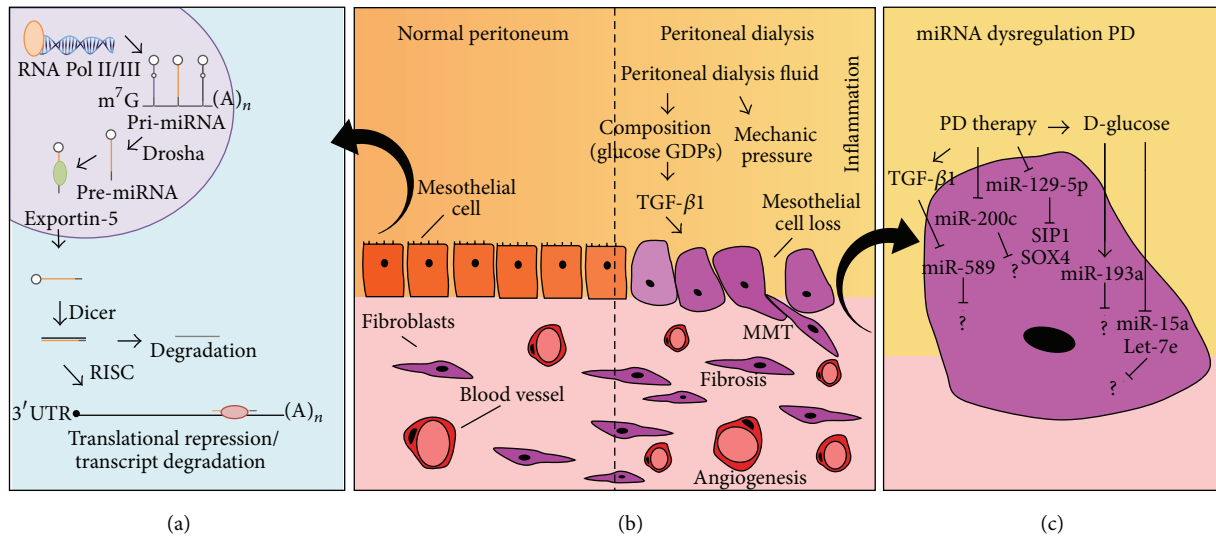 RNA Pol II/III
m⁷G
(A)ₙ
Pri-miRNA
Drosha
Pre-miRNA
Exportin-5
Dicer
Degradation
RISC
3′UTR
(A)ₙ
Translational repression/
transcript degradation
(a)
Normal peritoneum
Peritoneal dialysis
Peritoneal dialysis fluid
Composition
(glucose GDPs)
Mechanic
pressure
Inflammation
TGF-β1
Mesothelial
cell
Mesothelial
cell loss
Fibroblasts
MMT
Fibrosis
Blood vessel
Angiogenesis
(b)
miRNA dysregulation PD
PD therapy
D-glucose
TGF-β1
miR-129-5p
miR-200c
SIP1
SOX4
miR-589
?
miR-193a
?
?
miR-15a
Let-7e
?
(c)